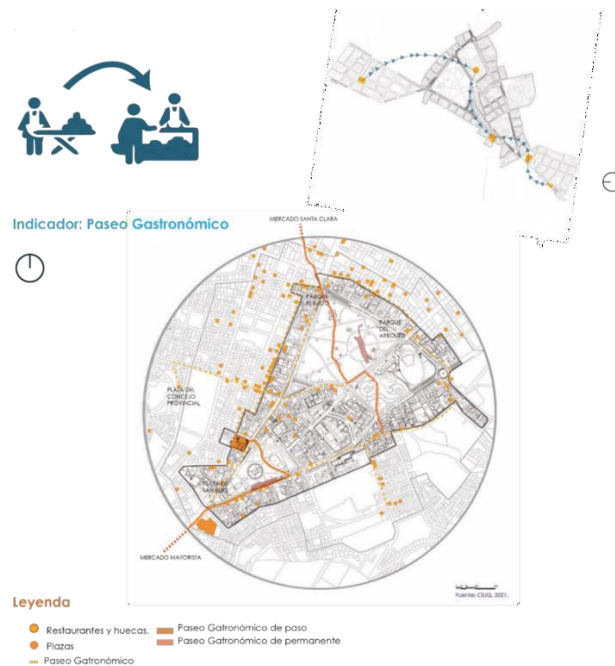 Indicador: Paseo Gastronómico
MERCADO SANTA CLARA
PARQUE
PARQUE
DEL
ARBOLITO
PLAZA DEL
CONCEJO
PROVINCIAL
MERCADO MAYORISTA
Fuente: CIUQ, 2021.
Leyenda
Restaurantes y huecas.
Plazas
Paseo Gatronómico
Paseo Gatronómico de paso
Paseo Gatronómico de permanente